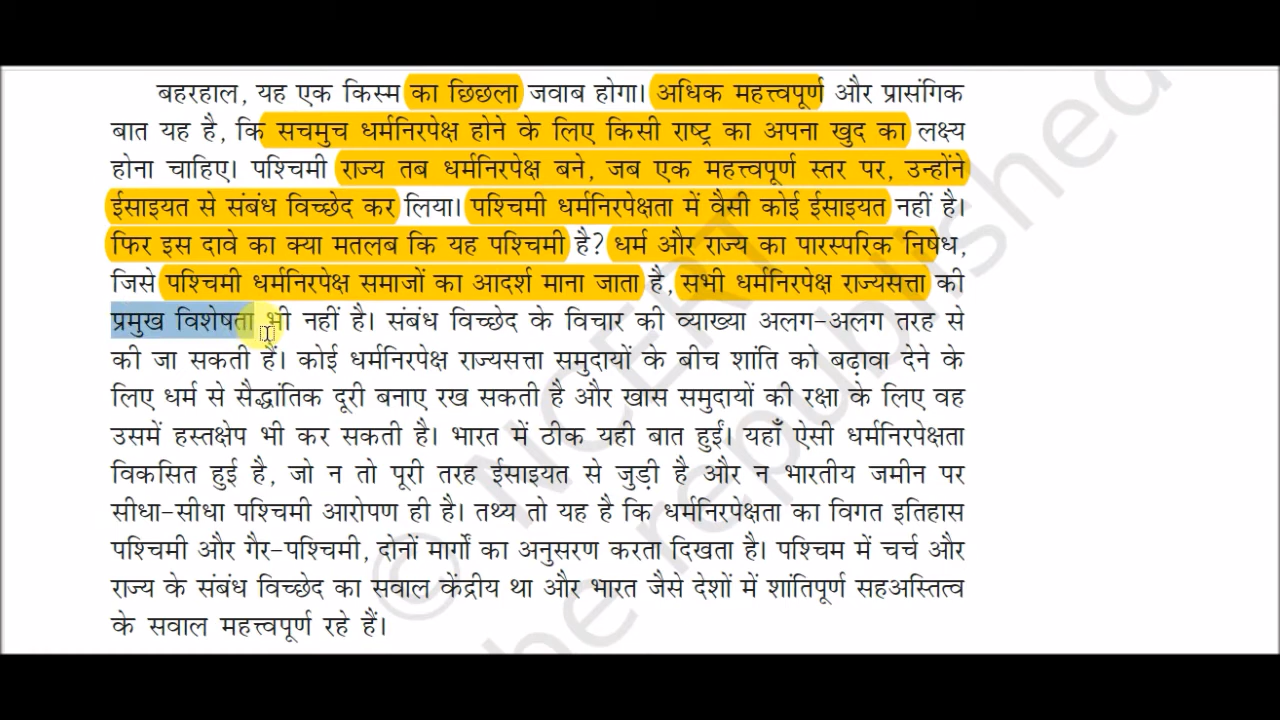 बहरहाल, यह एक किस्म का छिछला जवाब होगा। अधिक महत्त्वपूर्ण और प्रासंगिक
बात यह है, कि सचमुच धर्मनिरपेक्ष होने के लिए किसी राष्ट्र का अपना खुद का लक्ष्य
होना चाहिए। पश्चिमी राज्य तब धर्मनिरपेक्ष बने, जब एक महत्त्वपूर्ण स्तर पर, उन्होंने
ईसाइयत से संबंध विच्छेद कर लिया। पश्चिमी धर्मनिरपेक्षता में वैसी कोई ईसाइयत नहीं है।
फिर इस दावे का क्या मतलब कि यह पश्चिमी है? धर्म और राज्य का पारस्परिक निषेध,
जिसे पश्चिमी धर्मनिरपेक्ष समाजों का आदर्श माना जाता है, सभी धर्मनिरपेक्ष राज्यसत्ता की
प्रमुख विशेषता भी नहीं है। संबंध विच्छेद के विचार की व्याख्या अलग-अलग तरह से
की जा सकती हैं। कोई धर्मनिरपेक्ष राज्यसत्ता समुदायों के बीच शांति को बढ़ावा देने के
लिए धर्म से सैद्धांतिक दूरी बनाए रख सकती है और खास समुदायों की रक्षा के लिए वह
उसमें हस्तक्षेप भी कर सकती है। भारत में ठीक यही बात हुई। यहाँ ऐसी धर्मनिरपेक्षता
विकसित हुई है, जो न तो पूरी तरह ईसाइयत से जुड़ी है और न भारतीय जमीन पर
सीधा-सीधा पश्चिमी आरोपण ही है। तथ्य तो यह है कि धर्मनिरपेक्षता का विगत इतिहास
पश्चिमी और गैर-पश्चिमी, दोनों मार्गों का अनुसरण करता दिखता है। पश्चिम में चर्च और
राज्य के संबंध विच्छेद का सवाल केंद्रीय था और भारत जैसे देशों में शांतिपूर्ण सहअस्तित्व
के सवाल महत्त्वपूर्ण रहे हैं।
© NCERT
be republished